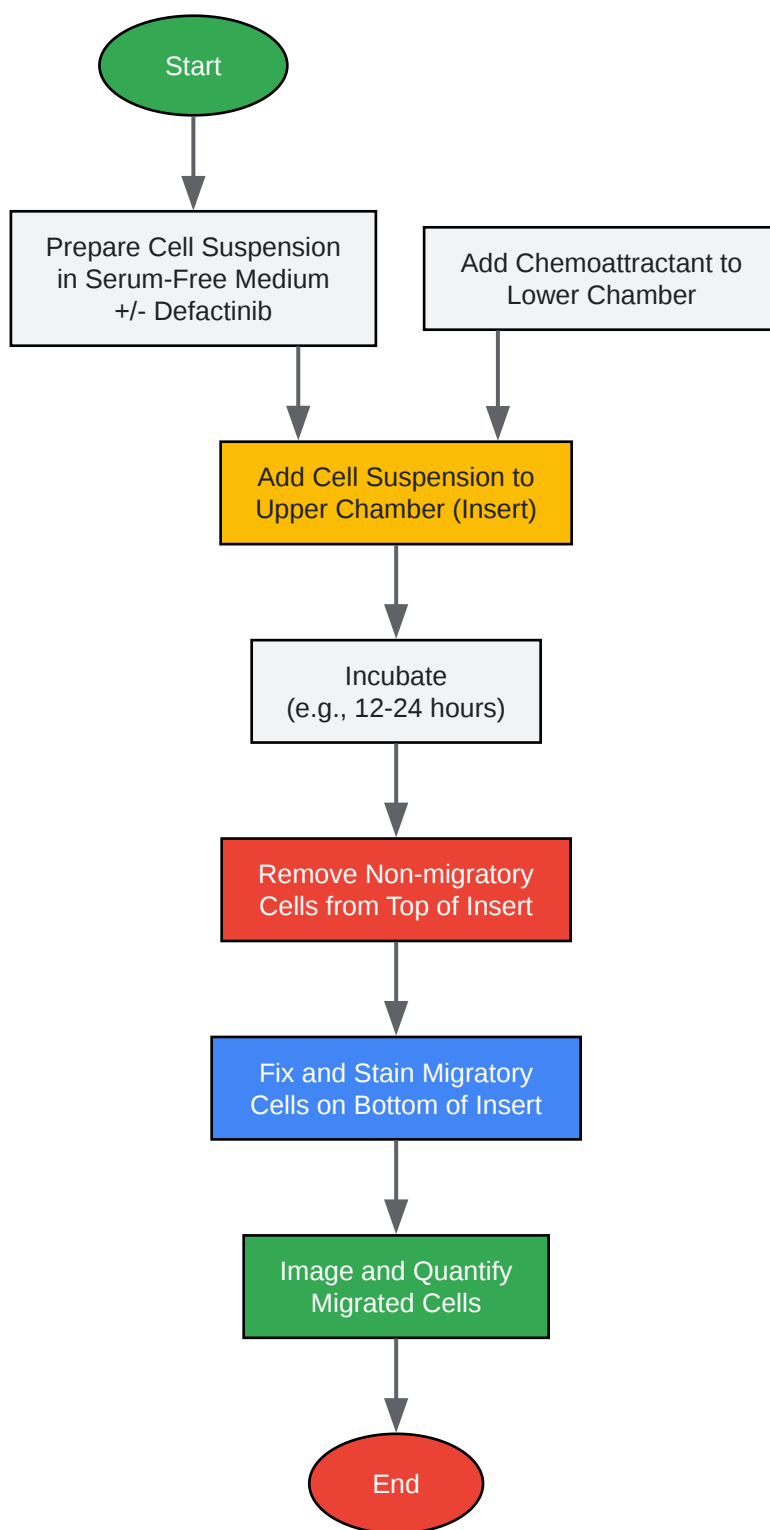 Start
Prepare Cell Suspension
in Serum-Free Medium
+/- Defactinib
Add Chemoattractant to
Lower Chamber
Add Cell Suspension to
Upper Chamber (Insert)
Incubate
(e.g., 12-24 hours)
Remove Non-migratory
Cells from Top of Insert
Fix and Stain Migratory
Cells on Bottom of Insert
Image and Quantify
Migrated Cells
End